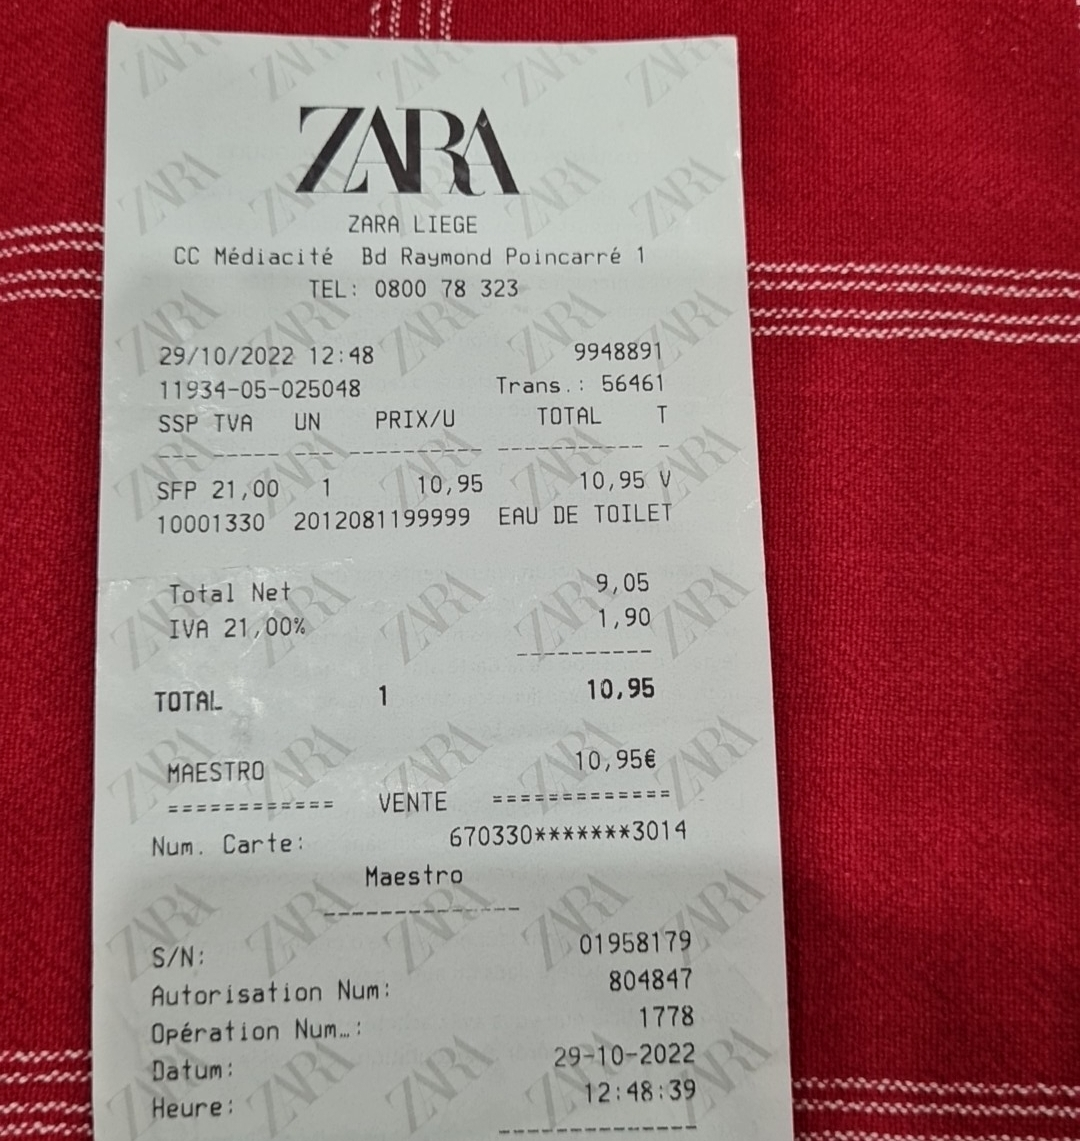 ZARA
ZARA LIEGE
CC Médiacité Bd Raymond Poincarré 1
TEL: 0800 78 323
29/10/2022 12:48 9948891
11934-05-025048 Trans.: 56461
SSP TVA UN PRIX/U TOTAL T
--- ----- --- ---------- ----------- -
SFP 21,00 1 10,95 10,95 V
10001330 2012081199999 EAU DE TOILET
Total Net 9,05
IVA 21,00% 1,90
----------
TOTAL 1 10,95
MAESTRO 10,95€
============ VENTE =============
Num. Carte: 670330*******3014
Maestro
--------------
S/N: 01958179
Autorisation Num: 804847
Opération Num…: 1778
Datum: 29-10-2022
Heure: 12:48:39
--------------